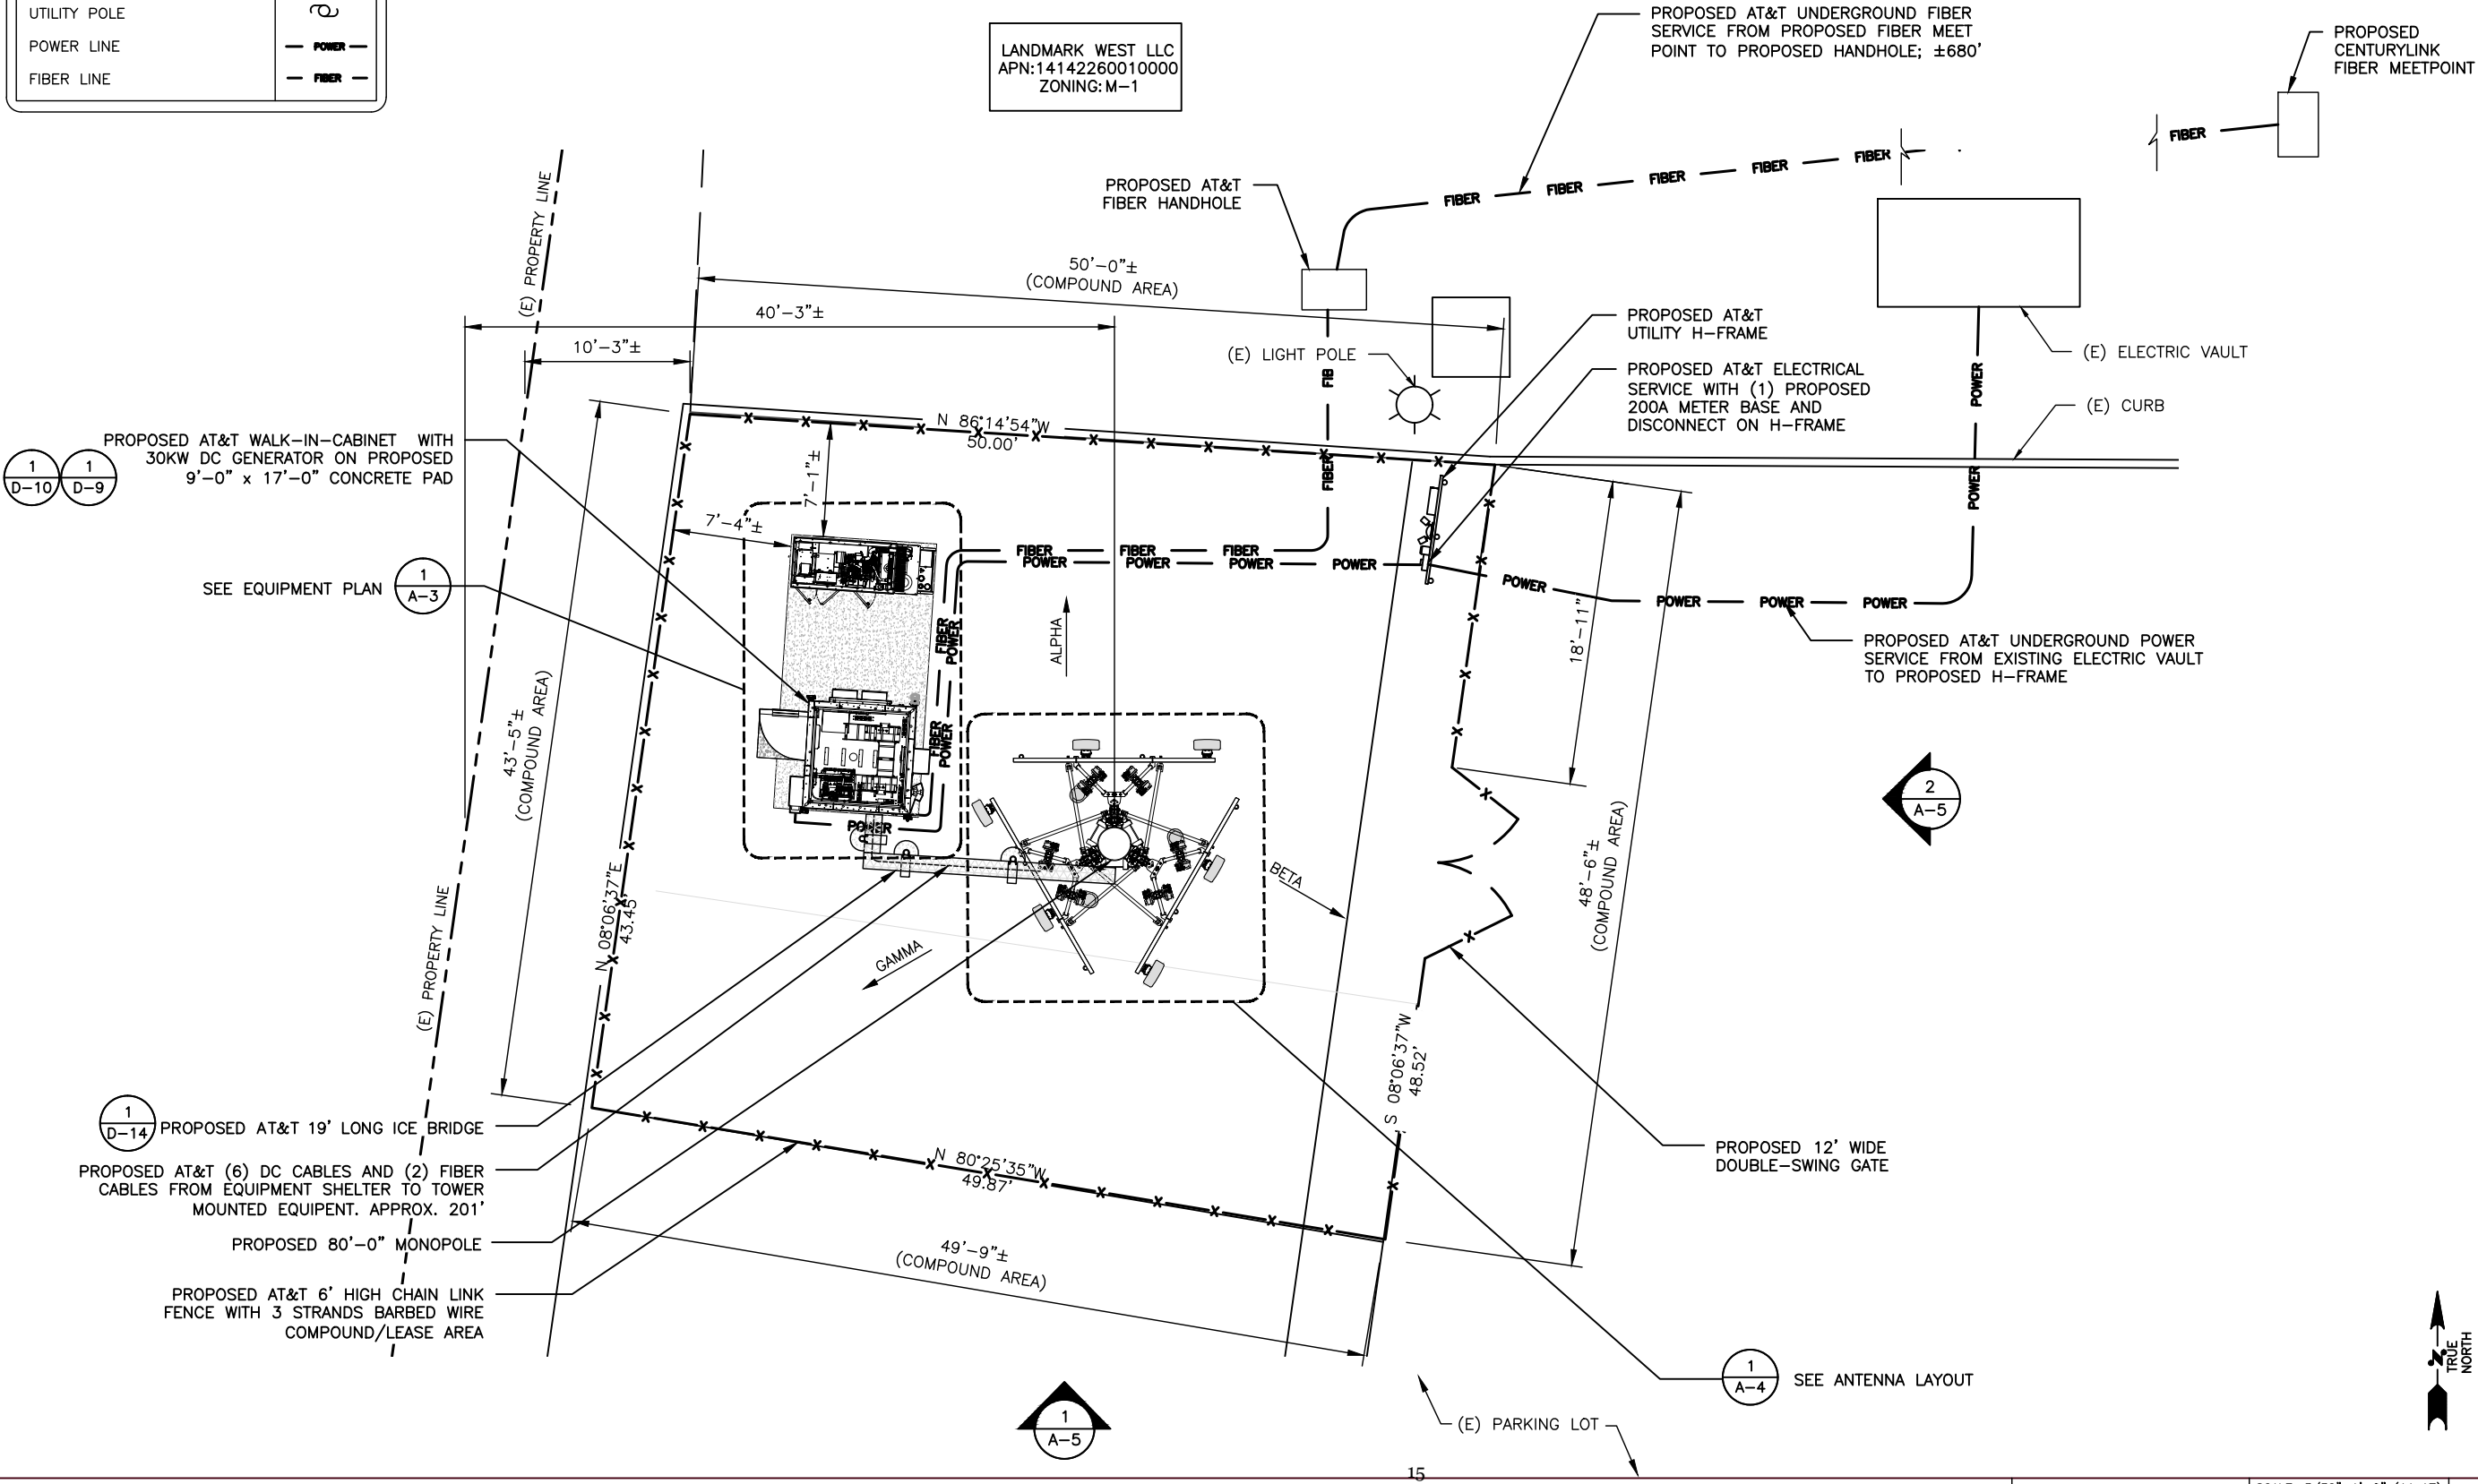 UTILITY POLE
POWER LINE
POWER
FIBER LINE
FIBER
LANDMARK WEST LLC
APN:14142260010000
ZONING: M-1
PROPOSED AT&T UNDERGROUND FIBER
SERVICE FROM PROPOSED FIBER MEET
POINT TO PROPOSED HANDHOLE; ±680'
PROPOSED
CENTURYLINK
FIBER MEETPOINT
FIBER
FIBER
FIBER
FIBER
FIBER
FIBER
PROPOSED AT&T
FIBER HANDHOLE
(E) PROPERTY LINE
50'-0"±
(COMPOUND AREA)
40'-3"±
10'-3"±
(E) LIGHT POLE
FIB
PROPOSED AT&T
UTILITY H-FRAME
PROPOSED AT&T ELECTRICAL
SERVICE WITH (1) PROPOSED
200A METER BASE AND
DISCONNECT ON H-FRAME
(E) ELECTRIC VAULT
(E) CURB
POWER
POWER
PROPOSED AT&T WALK-IN-CABINET WITH
30KW DC GENERATOR ON PROPOSED
9'-0" x 17'-0" CONCRETE PAD
1
D-10
1
D-9
N 86°14'54"W
50.00'
7'-1"±
7'-4"±
FIBER
FIBER
FIBER
FIBER
POWER
POWER
POWER
POWER
POWER
POWER
POWER
POWER
SEE EQUIPMENT PLAN
1
A-3
ALPHA
FIBER
POWER
FIBER
POWER
POWER
18'-11"
PROPOSED AT&T UNDERGROUND POWER
SERVICE FROM EXISTING ELECTRIC VAULT
TO PROPOSED H-FRAME
43'-5"±
(COMPOUND AREA)
2
A-5
48'-6"±
(COMPOUND AREA)
BETA
GAMMA
N 08°06'37"E
43.45'
(E) PROPERTY LINE
S 08°06'37"W
48.52'
1
D-14
PROPOSED AT&T 19' LONG ICE BRIDGE
PROPOSED AT&T (6) DC CABLES AND (2) FIBER
CABLES FROM EQUIPMENT SHELTER TO TOWER
MOUNTED EQUIPENT. APPROX. 201'
PROPOSED 80'-0" MONOPOLE
PROPOSED AT&T 6' HIGH CHAIN LINK
FENCE WITH 3 STRANDS BARBED WIRE
COMPOUND/LEASE AREA
N 80°25'35"W
49.87'
49'-9"±
(COMPOUND AREA)
PROPOSED 12' WIDE
DOUBLE-SWING GATE
1
A-4
SEE ANTENNA LAYOUT
(E) PARKING LOT
1
A-5
TRUE
NORTH
15